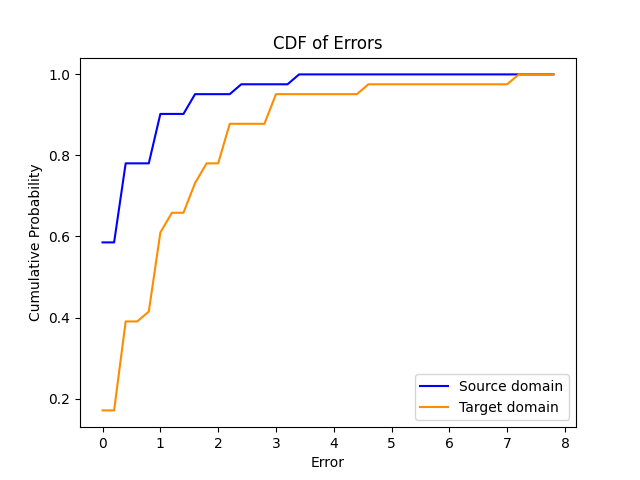 CDF of Errors
Cumulative Probability
1.0
0.8
0.6
0.4
0.2
0 1 2 3 4 5 6 7 8
Error
Source domain
Target domain